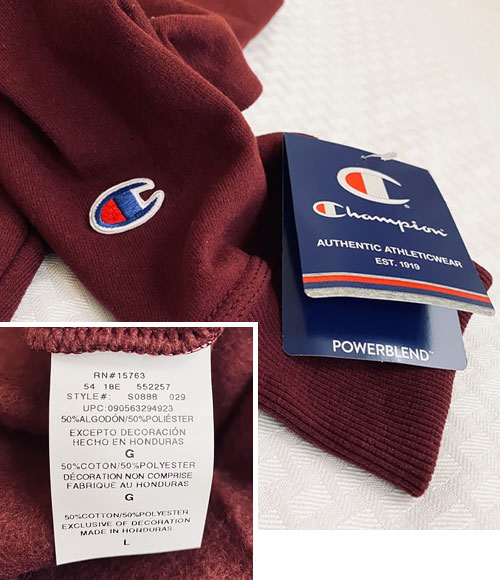 Champion
AUTHENTIC ATHLETICWEAR
EST. 1919
POWERBLEND™
RN#15763
54 18E 552257
STYLE#: S0888 029
UPC:090563294923
50%ALGODÓN/50%POLIÉSTER
EXCEPTO DECORACIÓN
HECHO EN HONDURAS
G
50%COTON/50%POLYESTER
DÉCORATION NON COMPRISE
FABRIQUE AU HONDURAS
G
50%COTTON/50%POLYESTER
EXCLUSIVE OF DECORATION
MADE IN HONDURAS
L